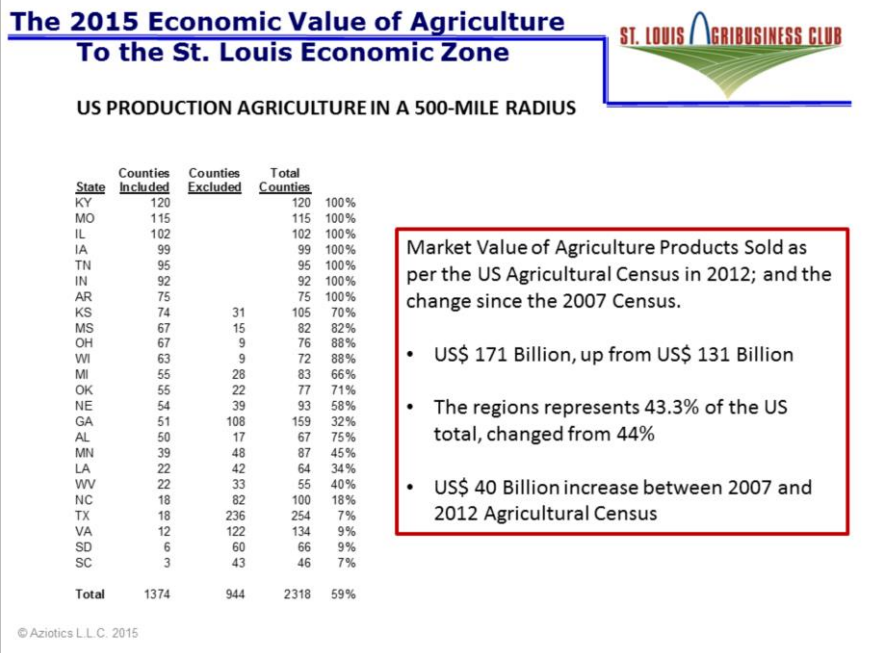 The 2015 Economic Value of Agriculture
To the St. Louis Economic Zone
ST. LOUIS AGRIBUSINESS CLUB
US PRODUCTION AGRICULTURE IN A 500-MILE RADIUS
Counties Counties Total
State Included Excluded Counties
KY 120 120 100%
MO 115 115 100%
IL 102 102 100%
IA 99 99 100%
TN 95 95 100%
IN 92 92 100%
AR 75 75 100%
KS 74 31 105 70%
MS 67 15 82 82%
OH 67 9 76 88%
WI 63 9 72 88%
MI 55 28 83 66%
OK 55 22 77 71%
NE 54 39 93 58%
GA 51 108 159 32%
AL 50 17 67 75%
MN 39 48 87 45%
LA 22 42 64 34%
WV 22 33 55 40%
NC 18 82 100 18%
TX 18 236 254 7%
VA 12 122 134 9%
SD 6 60 66 9%
SC 3 43 46 7%
Total 1374 944 2318 59%
Market Value of Agriculture Products Sold as
per the US Agricultural Census in 2012; and the
change since the 2007 Census.
• US$ 171 Billion, up from US$ 131 Billion
• The regions represents 43.3% of the US
total, changed from 44%
• US$ 40 Billion increase between 2007 and
2012 Agricultural Census
© Aziotics L.L.C. 2015